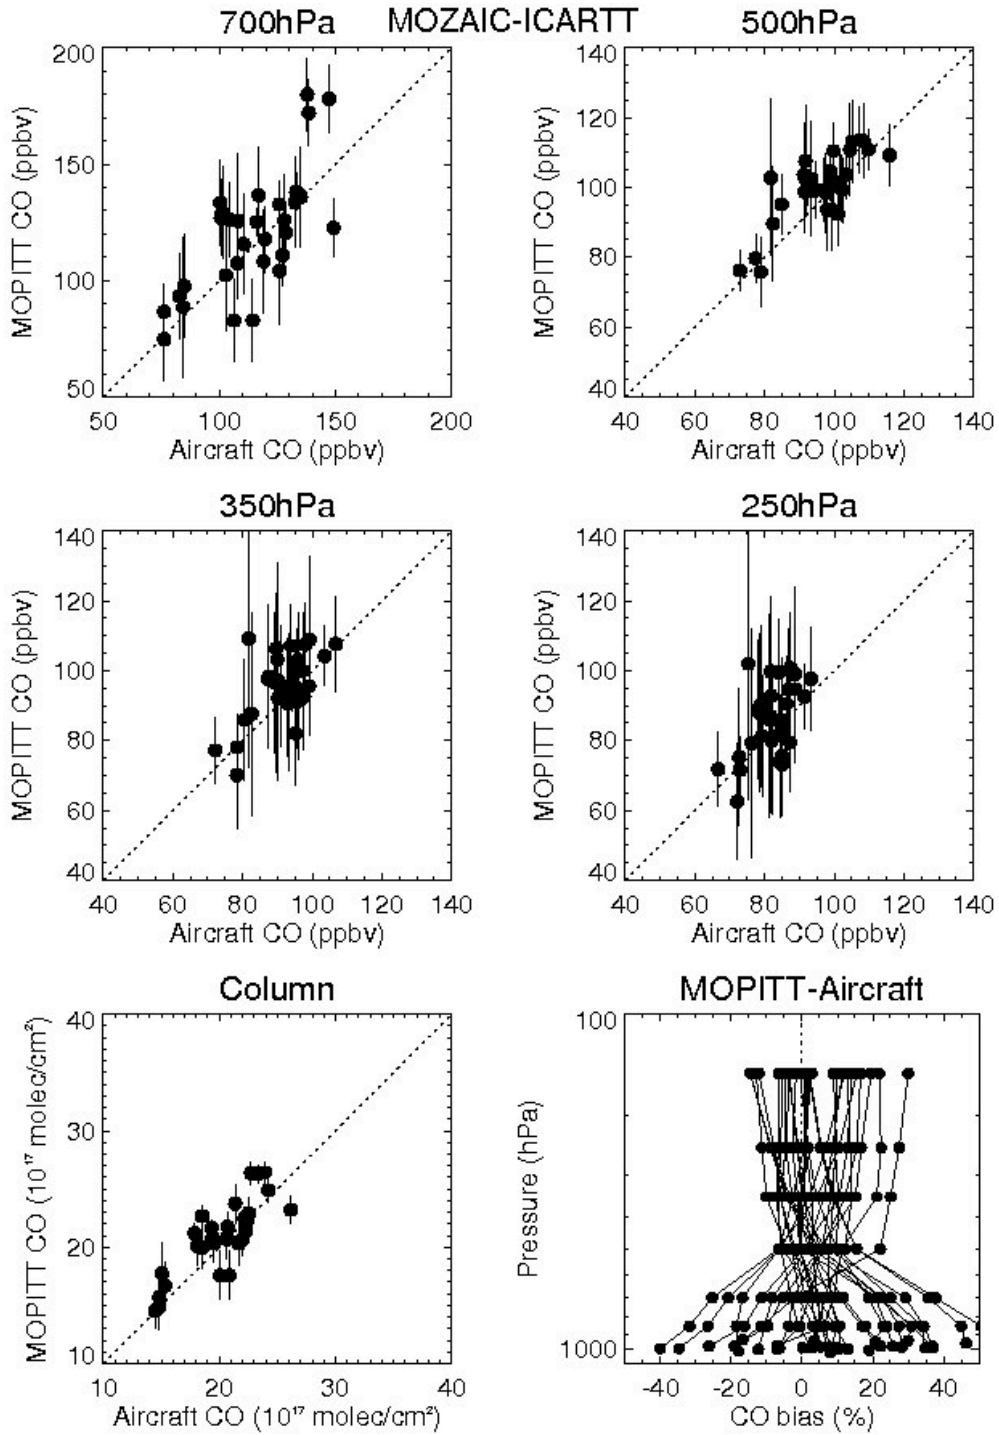 700hPa MOZAIC-ICARTT 500hPa
200
150
100
50
MOPITT CO (ppbv)
50 100 150 200
Aircraft CO (ppbv)
140
120
100
80
60
40
MOPITT CO (ppbv)
40 60 80 100 120 140
Aircraft CO (ppbv)
350hPa
140
120
100
80
60
40
MOPITT CO (ppbv)
40 60 80 100 120 140
Aircraft CO (ppbv)
250hPa
140
120
100
80
60
40
MOPITT CO (ppbv)
40 60 80 100 120 140
Aircraft CO (ppbv)
Column
40
30
20
10
MOPITT CO (10¹⁷ molec/cm²)
10 20 30 40
Aircraft CO (10¹⁷ molec/cm²)
MOPITT-Aircraft
100
1000
Pressure (hPa)
-40 -20 0 20 40
CO bias (%)